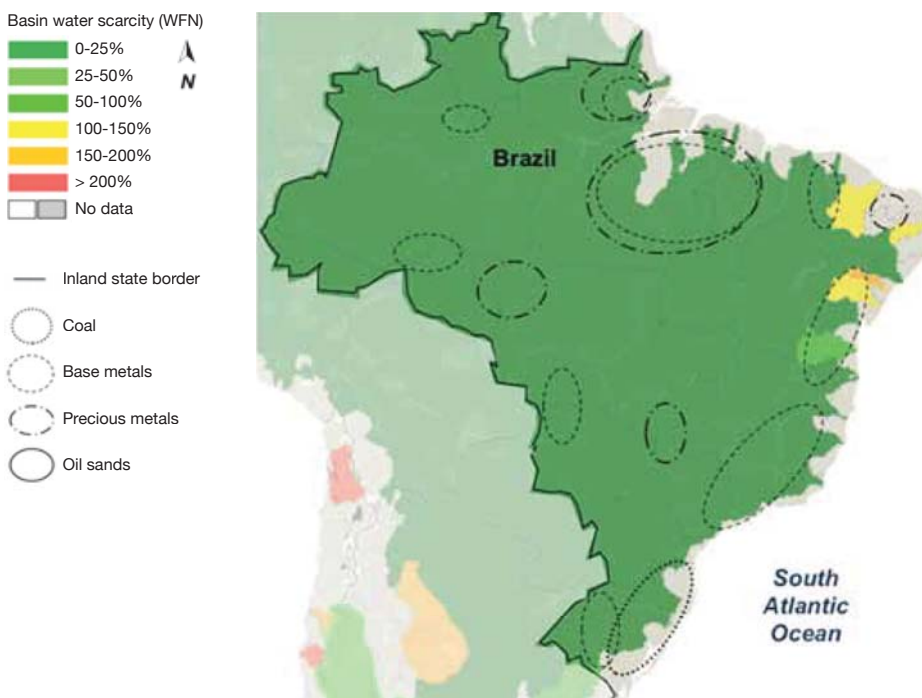 Basin water scarcity (WFN)
0-25%
25-50%
50-100%
100-150%
150-200%
> 200%
No data
N
Inland state border
Coal
Base metals
Precious metals
Oil sands
Brazil
South
Atlantic
Ocean